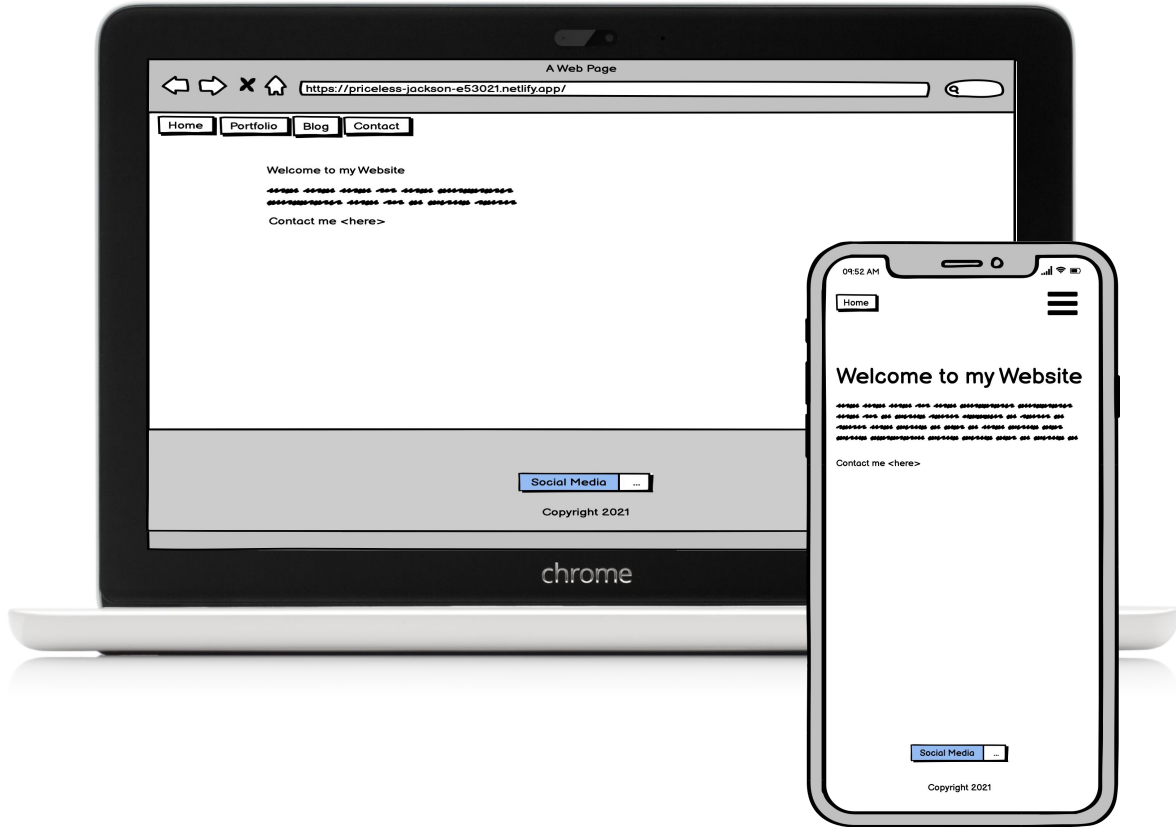 A Web Page
https://priceless-jackson-e53021.netlify.app/
Home Portfolio Blog Contact
Welcome to my Website
Contact me <here>
Social Media ...
Copyright 2021
chrome
09:52 AM
Home
Welcome to my Website
Contact me <here>
Social Media ...
Copyright 2021